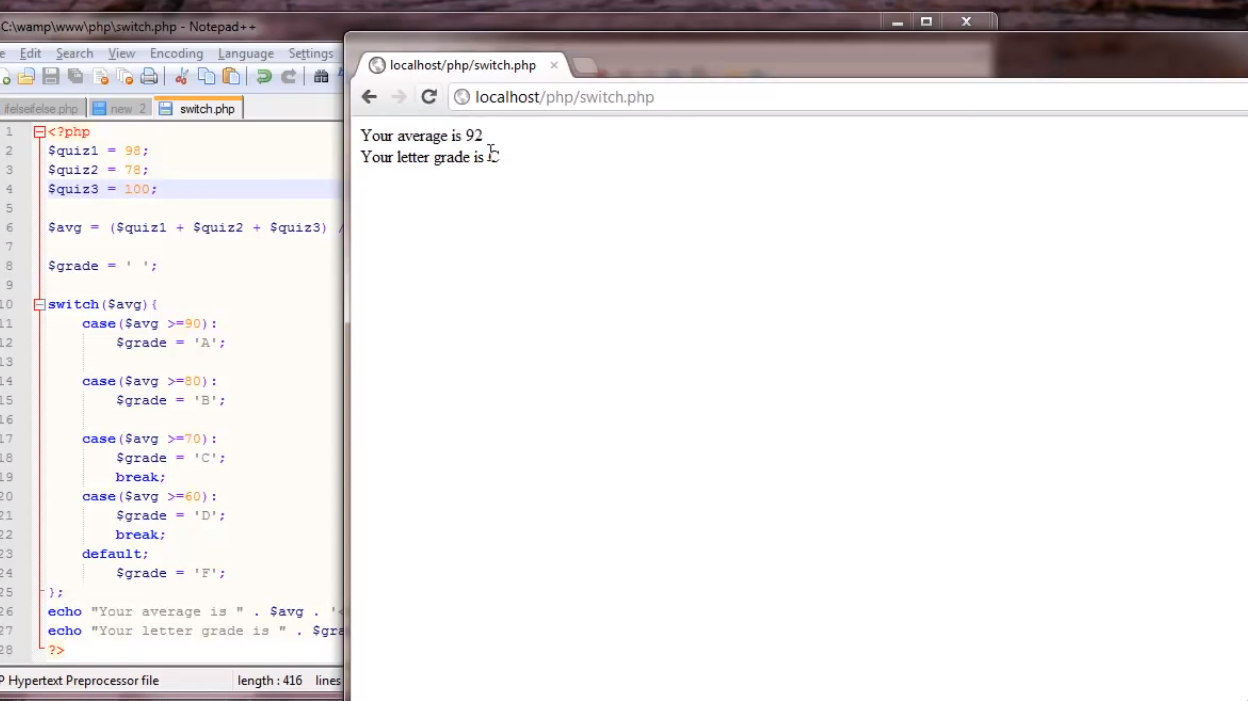 C:\wamp\www\php\switch.php - Notepad++
Edit Search View Encoding Language Settings
ifelseifelse.php new 2 switch.php
1 <?php
2 $quiz1 = 98;
3 $quiz2 = 78;
4 $quiz3 = 100;
5
6 $avg = ($quiz1 + $quiz2 + $quiz3) /
7
8 $grade = ' ';
9
10 switch($avg){
11 case($avg >=90):
12 $grade = 'A';
13
14 case($avg >=80):
15 $grade = 'B';
16
17 case($avg >=70):
18 $grade = 'C';
19 break;
20 case($avg >=60):
21 $grade = 'D';
22 break;
23 default;
24 $grade = 'F';
25 };
26 echo "Your average is " . $avg . '<
27 echo "Your letter grade is " . $gra
28 ?>
P Hypertext Preprocessor file length : 416 lines
localhost/php/switch.php
localhost/php/switch.php
Your average is 92
Your letter grade is C